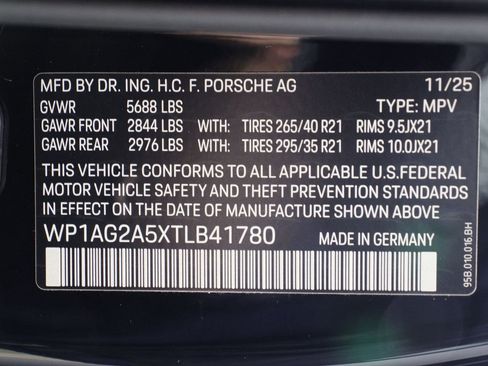 MFD BY DR. ING. H.C. F. PORSCHE AG 11/25
GVWR 5688 LBS TYPE: MPV
GAWR FRONT 2844 LBS WITH: TIRES 265/40 R21 RIMS 9.5JX21
GAWR REAR 2976 LBS WITH: TIRES 295/35 R21 RIMS 10.0JX21
THIS VEHICLE CONFORMS TO ALL APPLICABLE U.S.FEDERAL
MOTOR VEHICLE SAFETY AND THEFT PREVENTION STANDARDS
IN EFFECT ON THE DATE OF MANUFACTURE SHOWN ABOVE
WP1AG2A5XTLB41780 MADE IN GERMANY
95B.010.016.BH